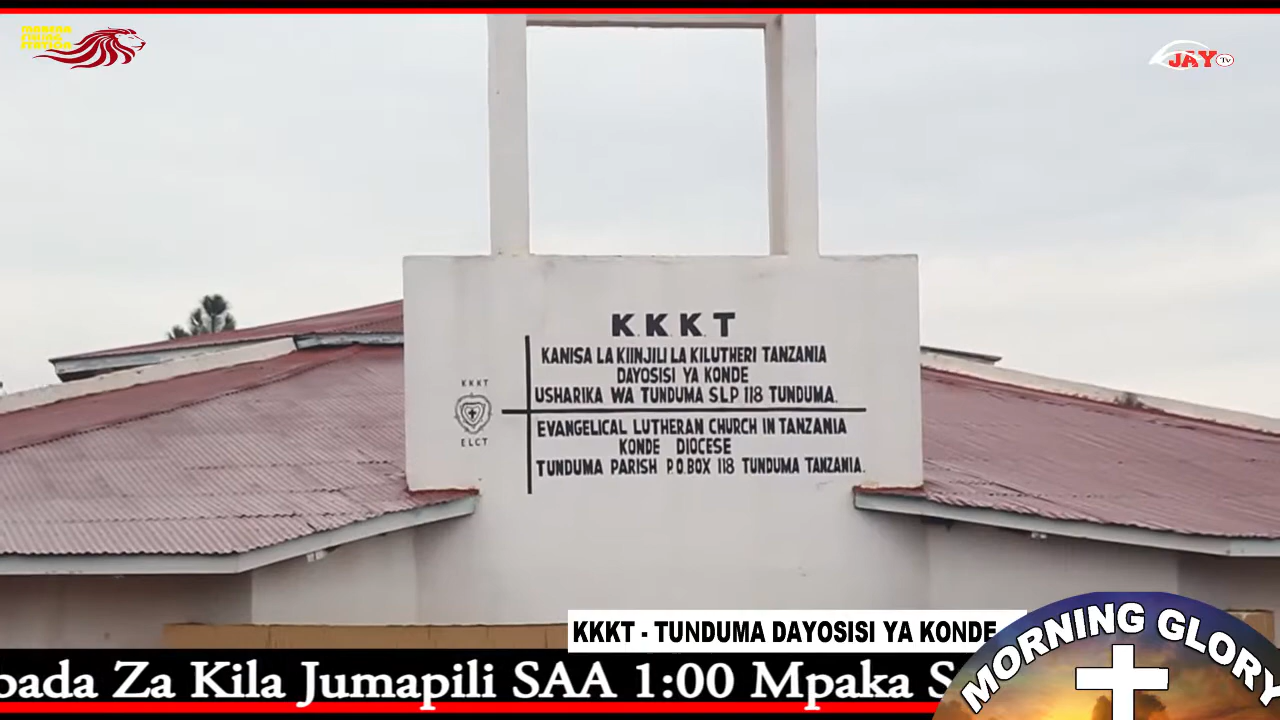 JAY Tv
K.K.K.T
KANISA LA KIINJILI LA KILUTHERI TANZANIA
DAYOSISI YA KONDE
USHARIKA WA TUNDUMA S.L.P 118 TUNDUMA.
KKKT
ELCT
EVANGELICAL LUTHERAN CHURCH IN TANZANIA
KONDE DIOCESE
TUNDUMA PARISH P.O.BOX 118 TUNDUMA TANZANIA.
KKKT - TUNDUMA DAYOSISI YA KONDE
MORNING GLORY
Za Kila Jumapili SAA 1:00 Mpaka